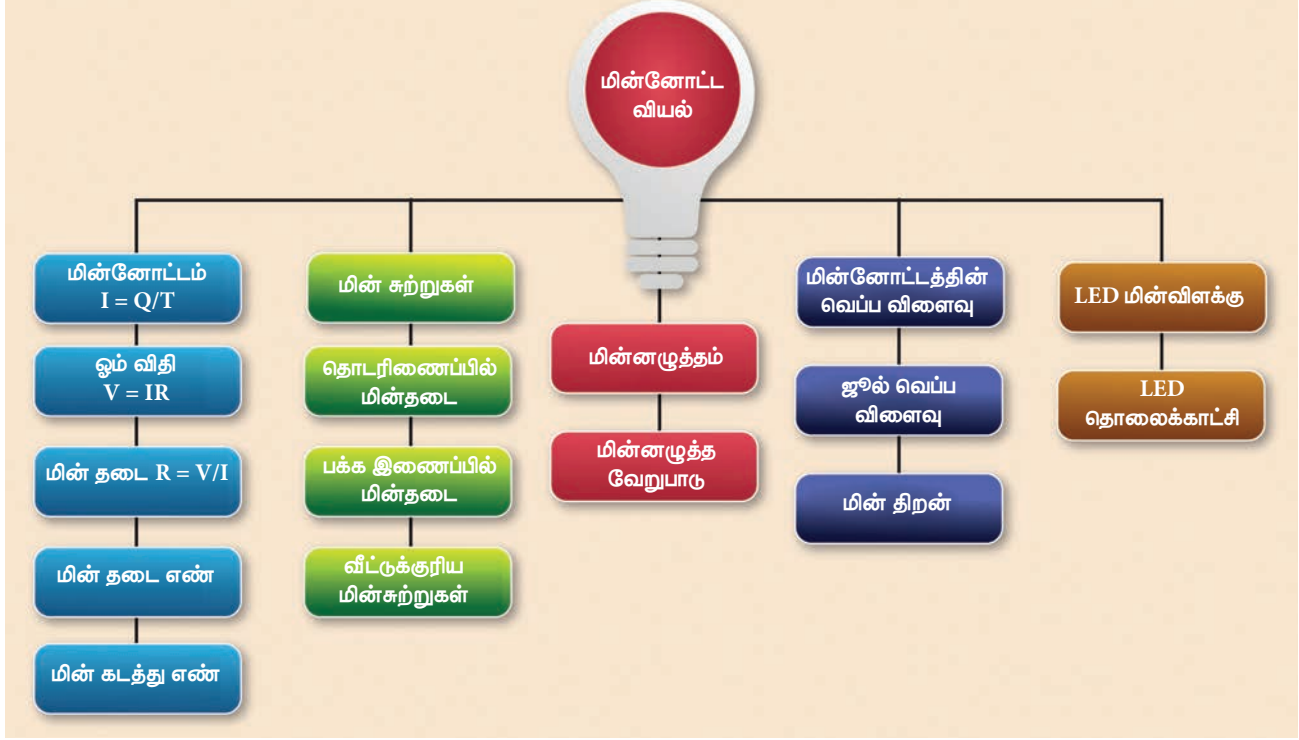 மின்னோட்ட
வியல்
மின்னோட்டம்
I = Q/T
ஓம் விதி
V = IR
மின் தடை R = V/I
மின் தடை எண்
மின் கடத்து எண்
மின் சுற்றுகள்
தொடரிணைப்பில்
மின்தடை
பக்க இணைப்பில்
மின்தடை
வீட்டுக்குரிய
மின்சுற்றுகள்
மின்னழுத்தம்
மின்னழுத்த
வேறுபாடு
மின்னோட்டத்தின்
வெப்ப விளைவு
ஜூல் வெப்ப
விளைவு
மின் திறன்
LED மின்விளக்கு
LED
தொலைக்காட்சி